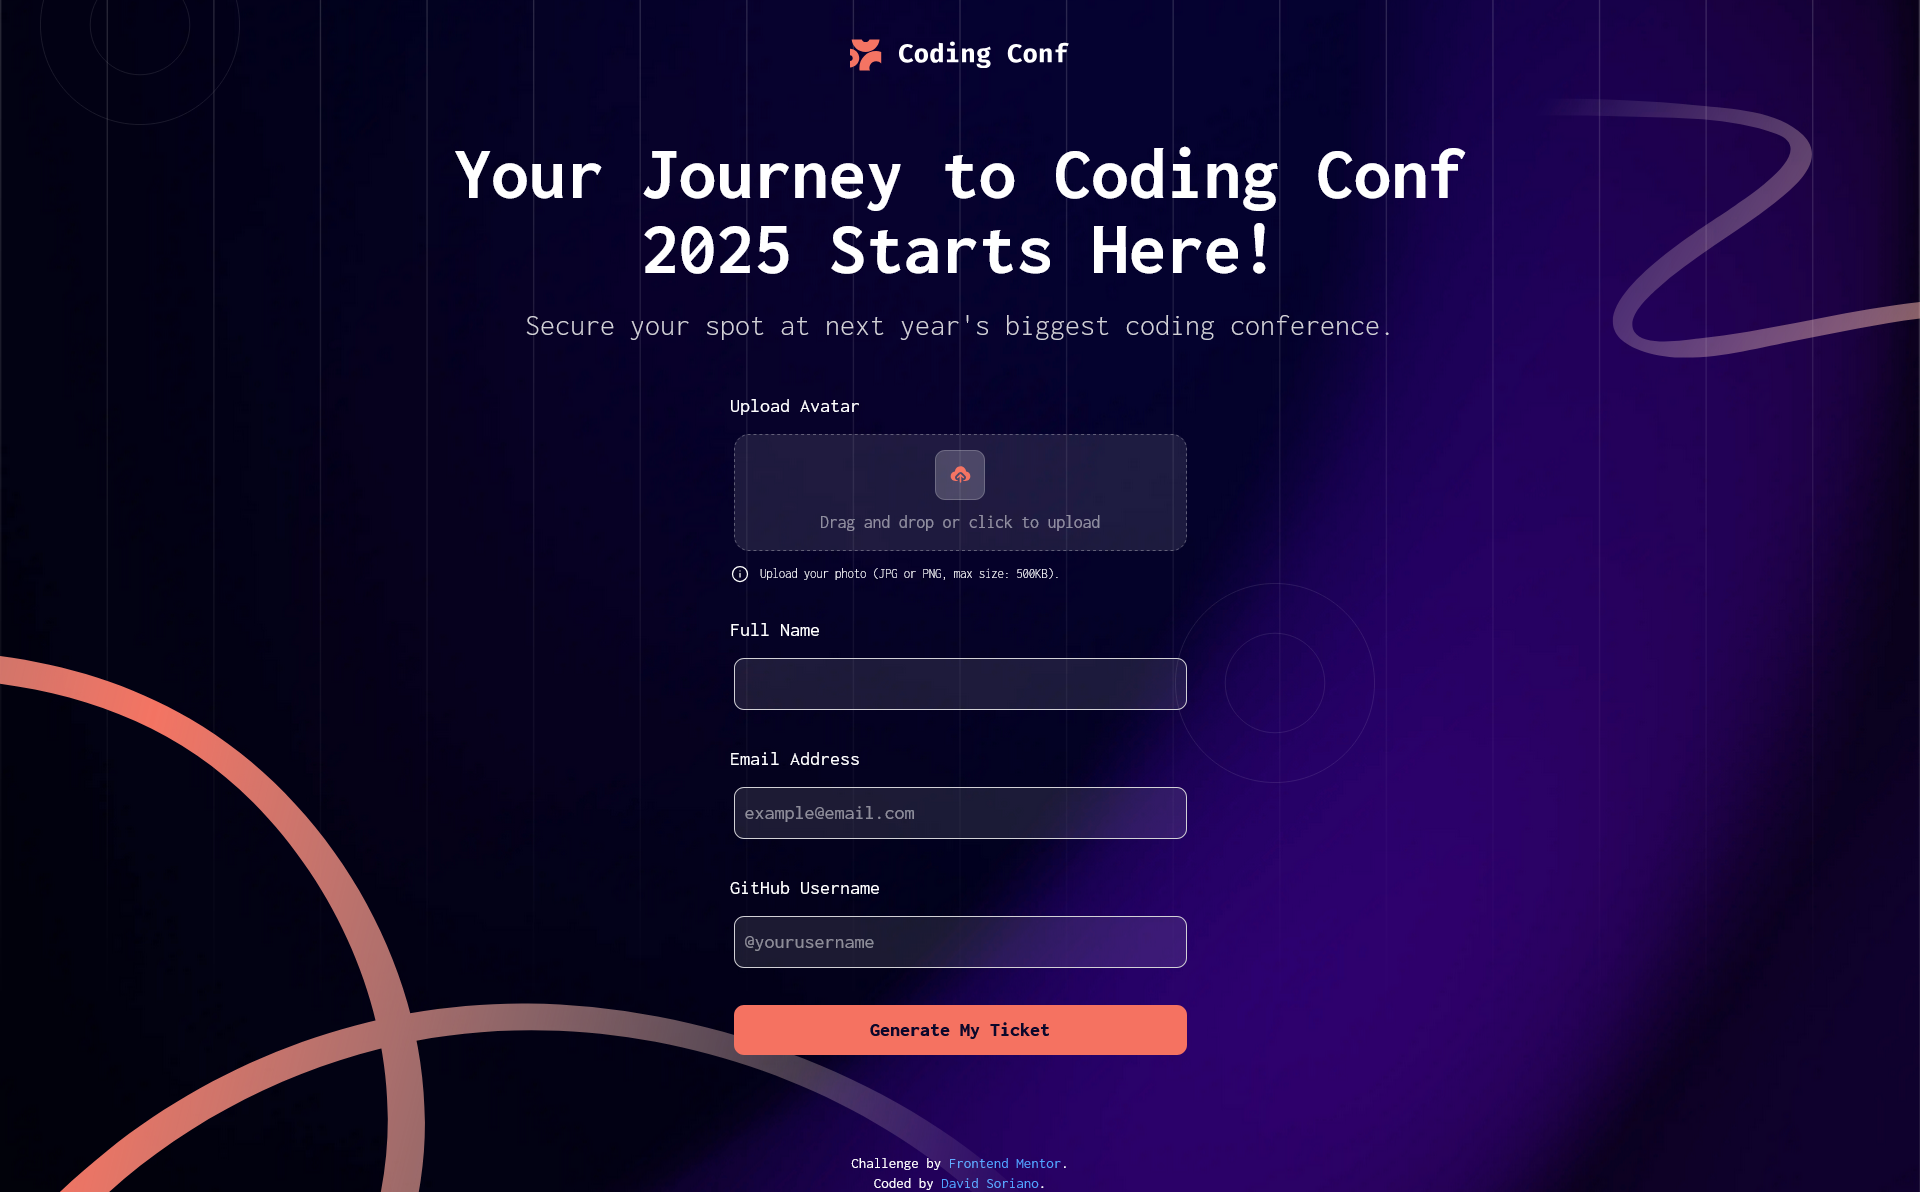 Coding Conf
Your Journey to Coding Conf
2025 Starts Here!
Secure your spot at next year's biggest coding conference.
Upload Avatar
Drag and drop or click to upload
Upload your photo (JPG or PNG, max size: 500KB).
Full Name
Email Address
example@email.com
GitHub Username
@yourusername
Generate My Ticket
Challenge by Frontend Mentor.
Coded by David Soriano.